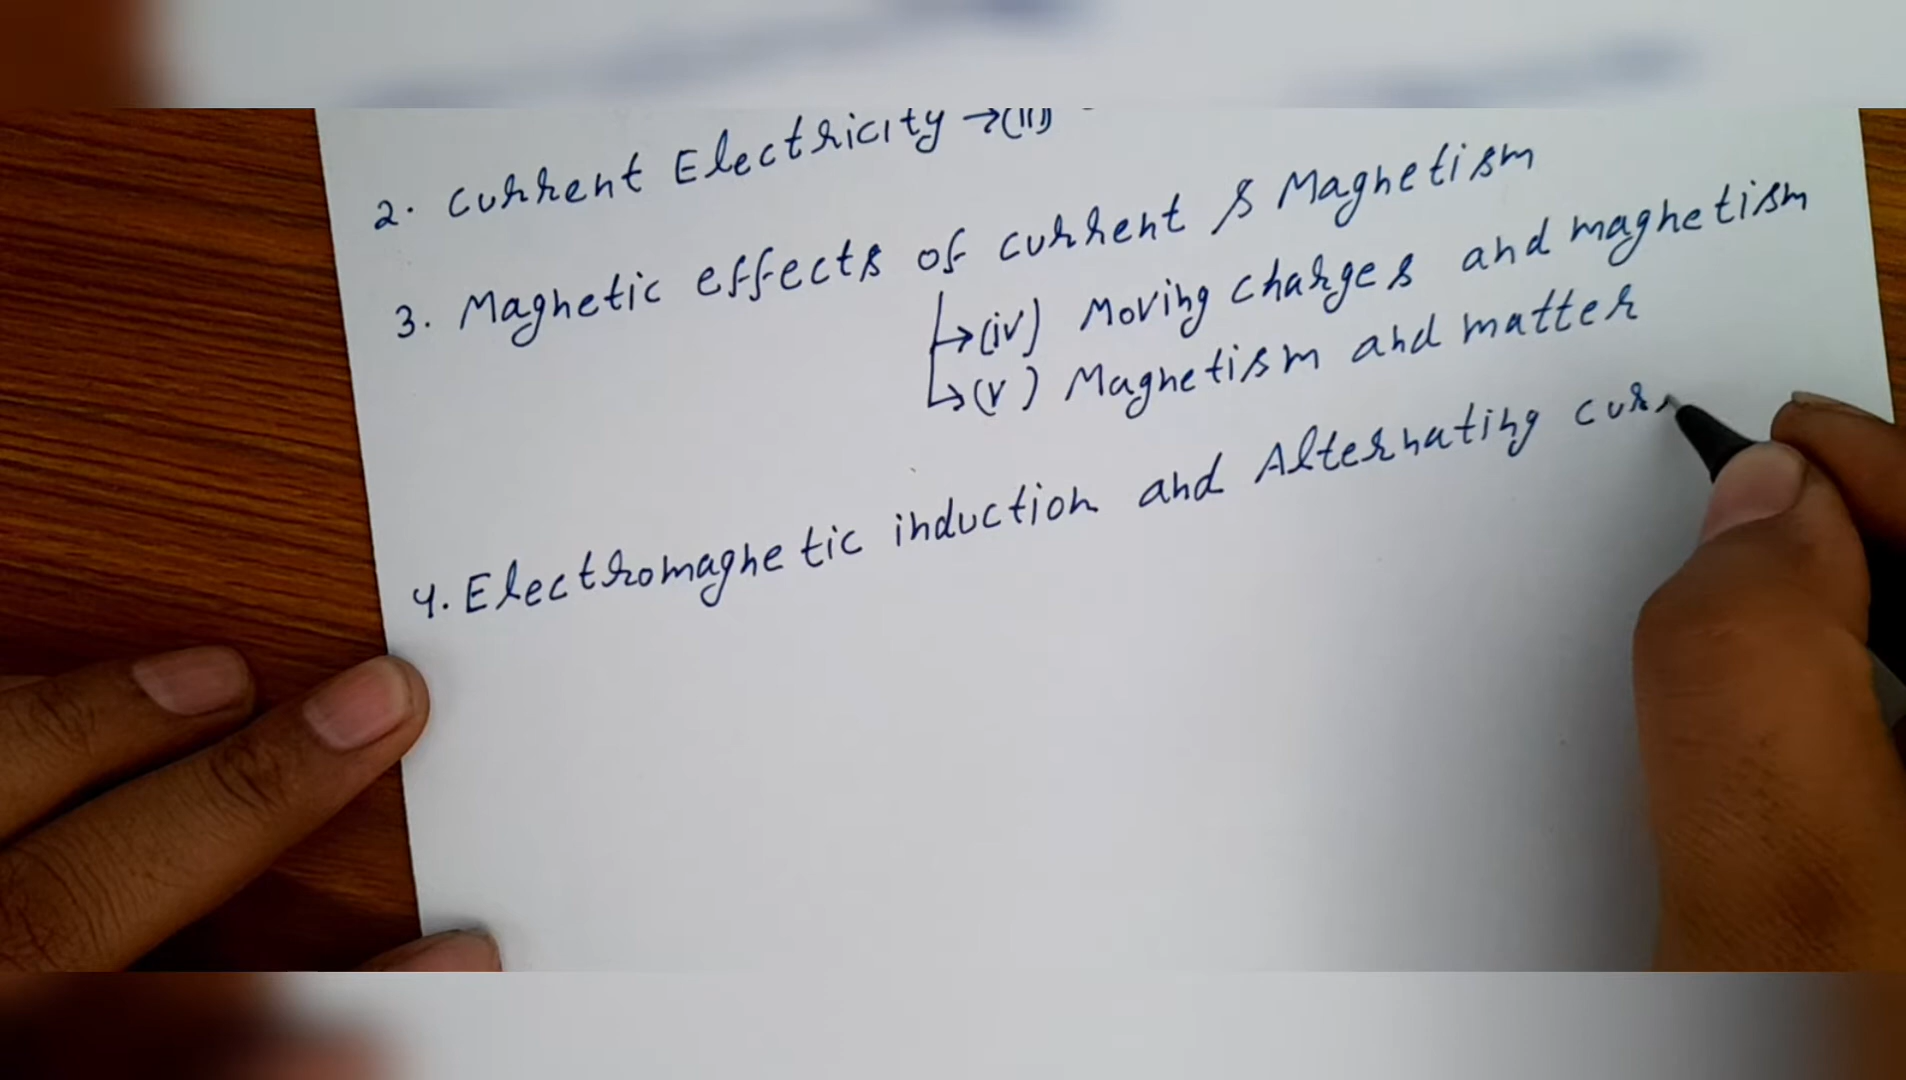 2. Current Electricity →(iii)
3. Magnetic effects of current & Magnetism
→(iv) Moving charges and magnetism
→(v) Magnetism and matter
4. Electromagnetic induction and Alternating curr